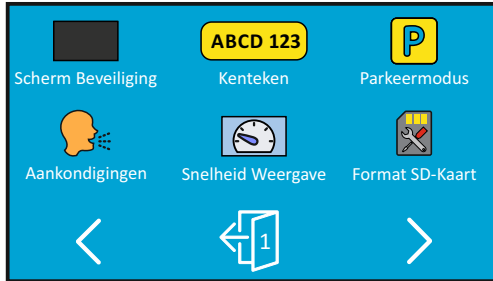 ABCD 123
P
Scherm Beveiliging
Kenteken
Parkeermodus
Aankondigingen
Snelheid Weergave
Format SD-Kaart
1